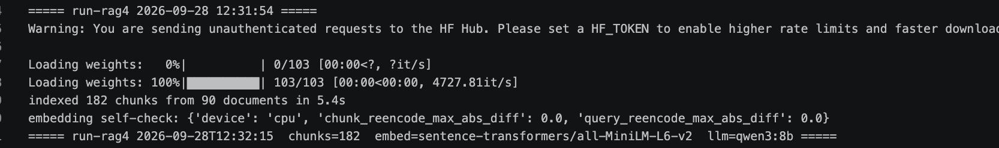 ===== run-rag4 2026-09-28 12:31:54 =====
Warning: You are sending unauthenticated requests to the HF Hub. Please set a HF_TOKEN to enable higher rate limits and faster
Loading weights:   0%|          | 0/103 [00:00<?, ?it/s]
Loading weights: 100%|██████████| 103/103 [00:00<00:00, 4727.81it/s]
indexed 182 chunks from 90 documents in 5.4s
embedding self-check: {'device': 'cpu', 'chunk_reencode_max_abs_diff': 0.0, 'query_reencode_max_abs_diff': 0.0}
===== run-rag4 2026-09-28T12:32:15  chunks=182  embed=sentence-transformers/all-MiniLM-L6-v2  llm=qwen3:8b =====